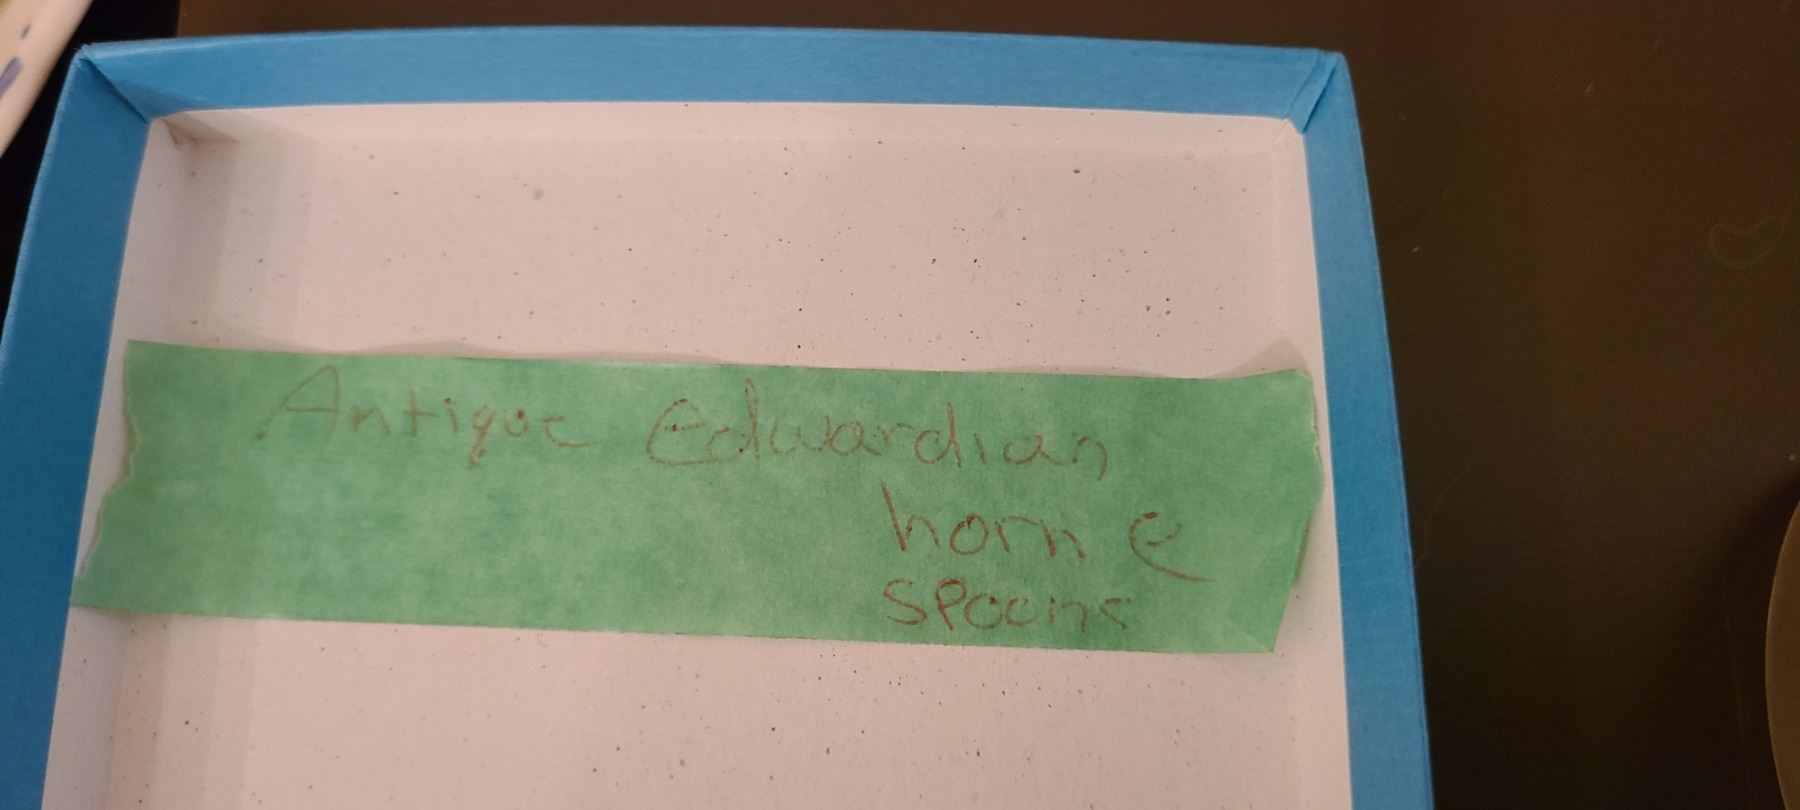 Antique Edwardian
horn e
spoons